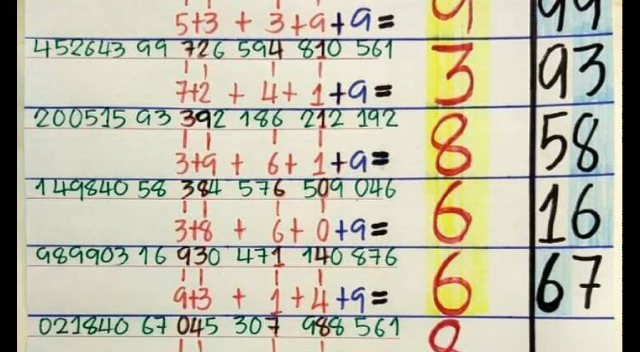 5+3 + 3+9+9= 9 99
452643 99 726 594 810 561
7+2 + 4+ 1+9= 3 93
200515 93 392 186 212 192
3+9 + 6+ 1+9= 8 58
149840 58 384 576 509 046
3+8 + 6+0+9= 6 16
989903 16 930 471 140 876
9+3 + 1+4+9= 6 67
021840 67 045 307 988 561
8